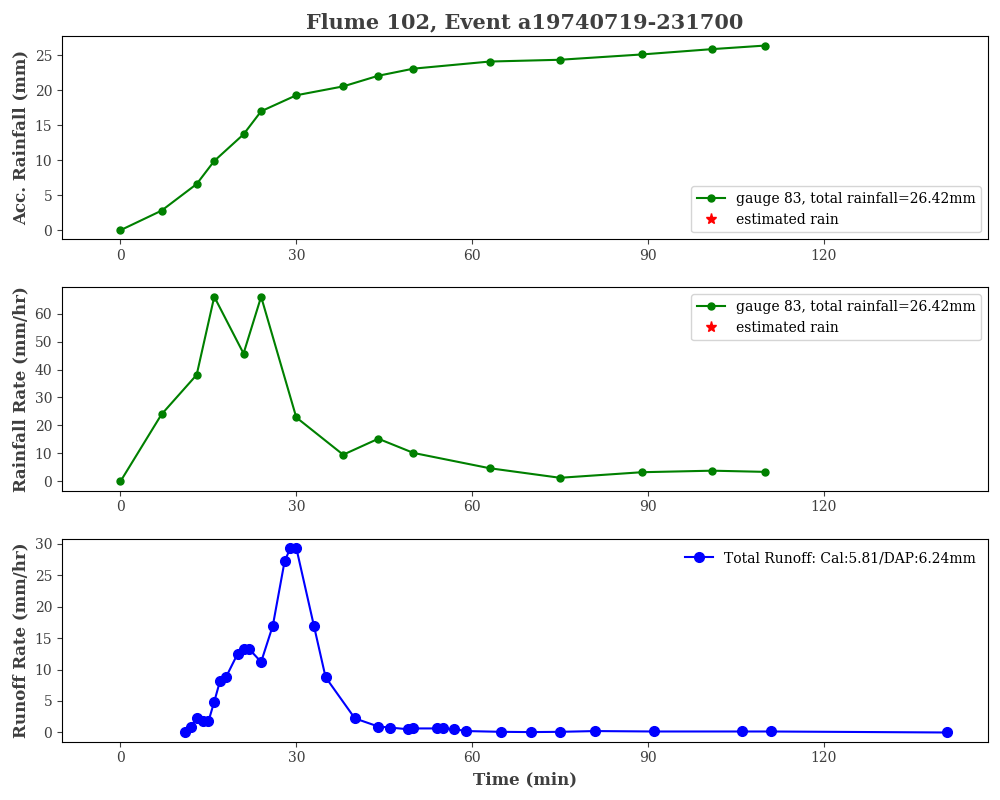 Flume 102, Event a19740719-231700
Acc. Rainfall (mm)
25
20
15
10
5
0
0 30 60 90 120
gauge 83, total rainfall=26.42mm
estimated rain
Rainfall Rate (mm/hr)
60
50
40
30
20
10
0
0 30 60 90 120
gauge 83, total rainfall=26.42mm
estimated rain
Runoff Rate (mm/hr)
30
25
20
15
10
5
0
0 30 60 90 120
Total Runoff: Cal:5.81/DAP:6.24mm
Time (min)